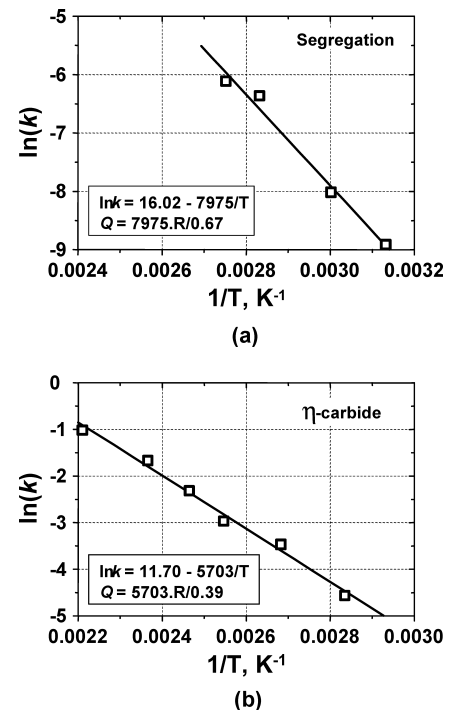 -5
Segregation
-6
-7
ln(k)
-8
lnk = 16.02 - 7975/T
Q = 7975.R/0.67
-9
0.0024 0.0026 0.0028 0.0030 0.0032
1/T, K⁻¹
(a)
0
η-carbide
-1
-2
ln(k)
-3
-4
lnk = 11.70 - 5703/T
Q = 5703.R/0.39
-5
0.0022 0.0024 0.0026 0.0028 0.0030
1/T, K⁻¹
(b)